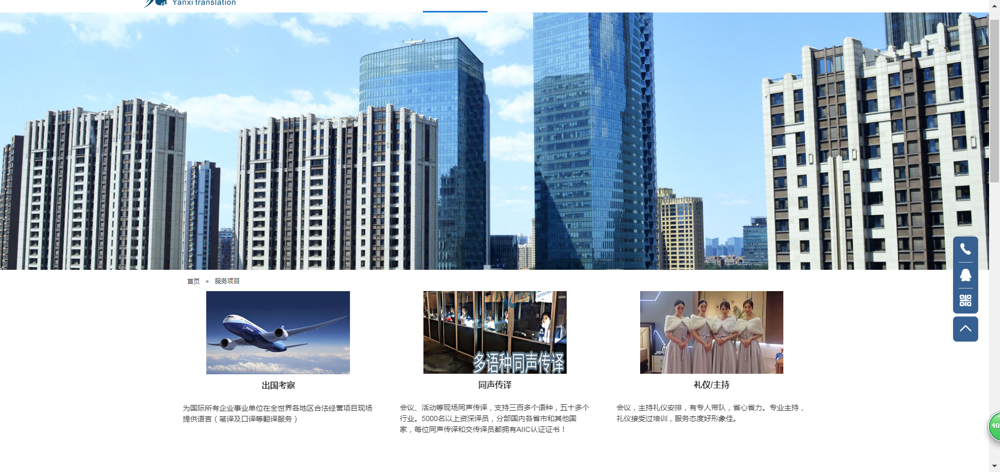 Yanxi translation
首页 > 服务项目
BOEING
多语种同声传译
出国考察
同声传译
礼仪/主持
为国际所有企业事业单位在全世界各地区合法经营项目现场
提供语言（笔译及口译等翻译服务）
会议、活动等现场同声传译，支持三百多个语种，五十多个
行业。5000名以上资深译员，分部国内各省市和其他国
家，每位同声传译和交传译员都拥有AIIC认证证书！
会议，主持礼仪安排，有专人带队，省心省力。专业主持，
礼仪接受过培训，服务态度好形象佳。
40